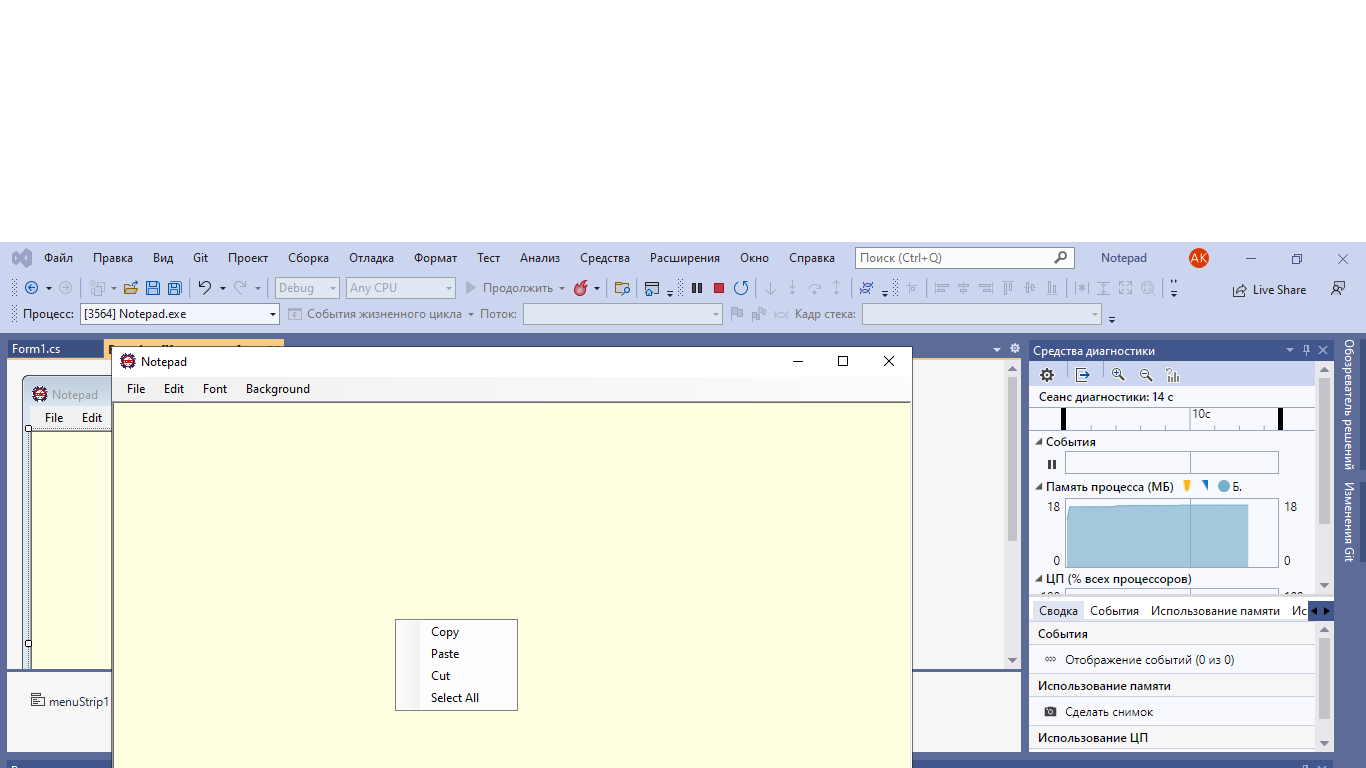 Файл Правка Вид Git Проект Сборка Отладка Формат Тест Анализ Средства Расширения Окно Справка Поиск (Ctrl+Q) Notepad AK
Debug Any CPU Продолжить Live Share
Процесс: [3564] Notepad.exe События жизненного цикла Поток: Кадр стека:
Form1.cs
Notepad
File Edit Font Background
Copy
Paste
Cut
Select All
Notepad
File Edit
menuStrip1
Средства диагностики
Сеанс диагностики: 14 с
10с
События
Память процесса (МБ) Б.
18 18
0 0
ЦП (% всех процессоров)
100 100
Сводка События Использование памяти Ис
События
Отображение событий (0 из 0)
Использование памяти
Сделать снимок
Использование ЦП
Обозреватель решений
Изменения Git